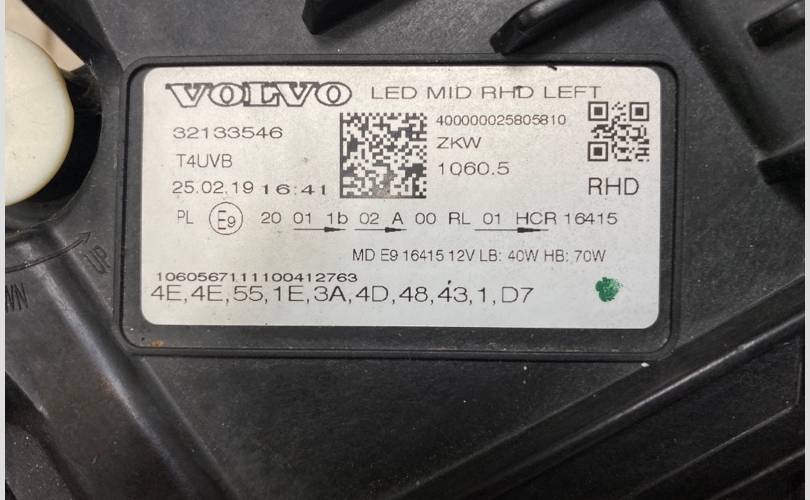 VOLVO LED MID RHD LEFT
32133546
400000025805810
T4UVB
ZKW
25.02.19 16:41
1060.5
RHD
PL E9 20 01 1b 02 A 00 RL 01 HCR 16415
MD E9 16415 12V LB: 40W HB: 70W
1060567111100412763
4E,4E,55,1E,3A,4D,48,43,1,D7
UP
WN